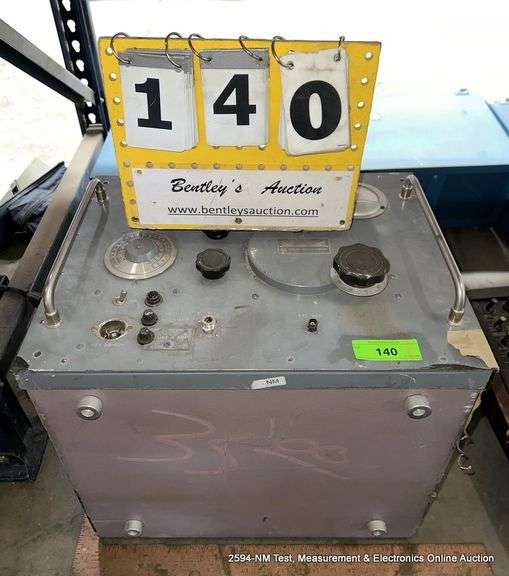 140
Bentley's Auction
www.bentleysauction.com
140
NM
2594-NM Test, Measurement & Electronics Online Auction